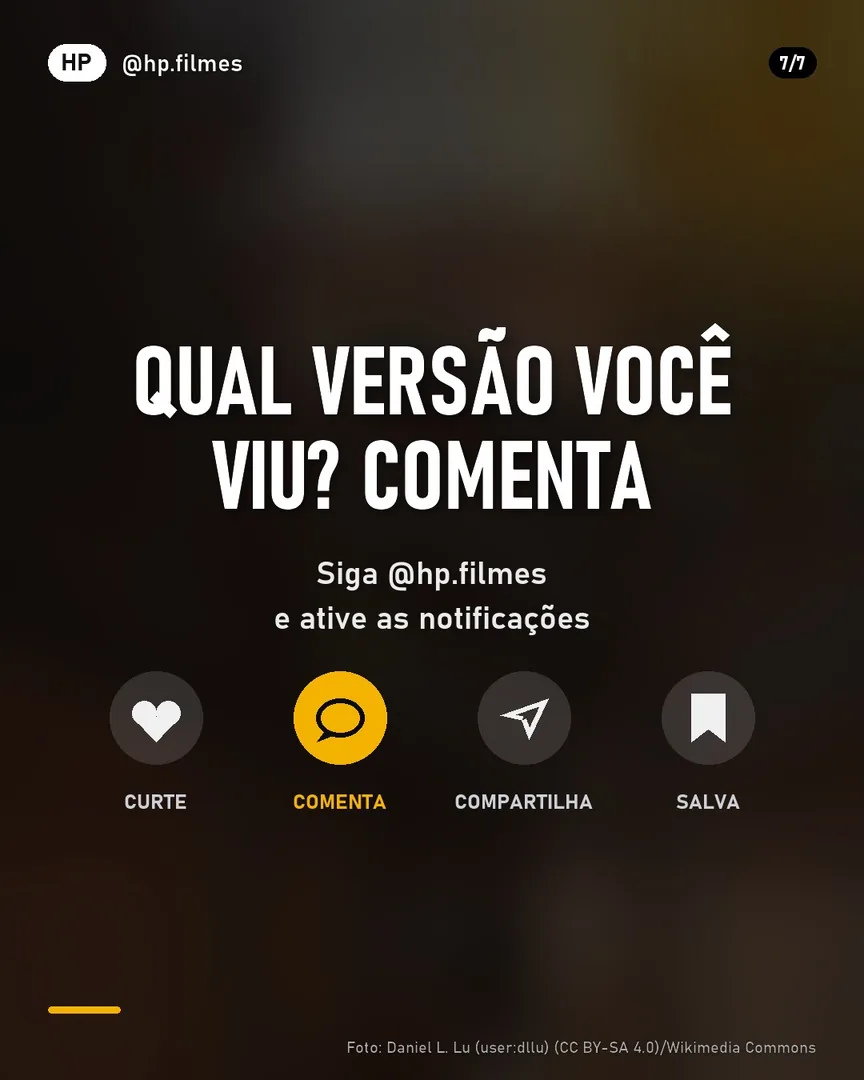 HP @hp.filmes 7/7
QUAL VERSÃO VOCÊ
VIU? COMENTA
Siga @hp.filmes
e ative as notificações
CURTE COMENTA COMPARTILHA SALVA
Foto: Daniel L. Lu (user:dllu) (CC BY-SA 4.0)/Wikimedia Commons